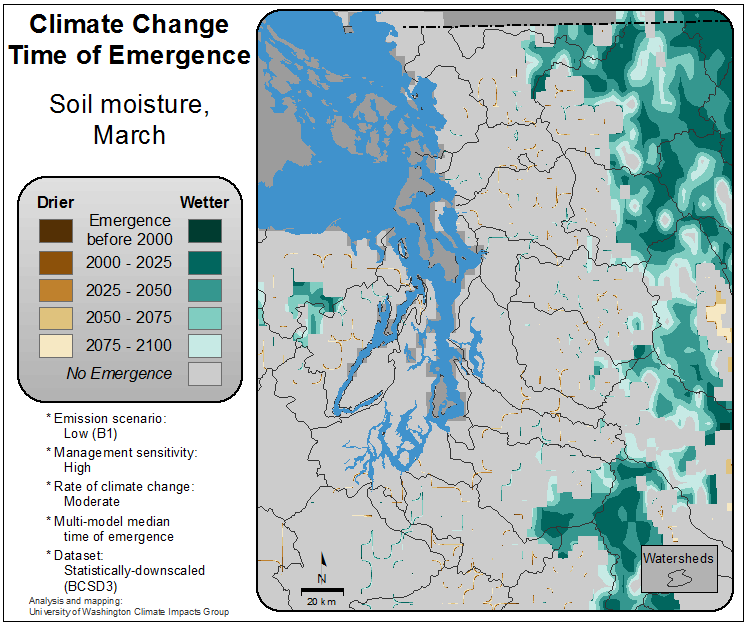 Climate Change
Time of Emergence
Soil moisture,
March
Drier
Wetter
Emergence
before 2000
2000 - 2025
2025 - 2050
2050 - 2075
2075 - 2100
No Emergence
* Emission scenario:
Low (B1)
* Management sensitivity:
High
* Rate of climate change:
Moderate
* Multi-model median
time of emergence
* Dataset:
Statistically-downscaled
(BCSD3)
Analysis and mapping:
University of Washington Climate Impacts Group
N
20 km
Watersheds